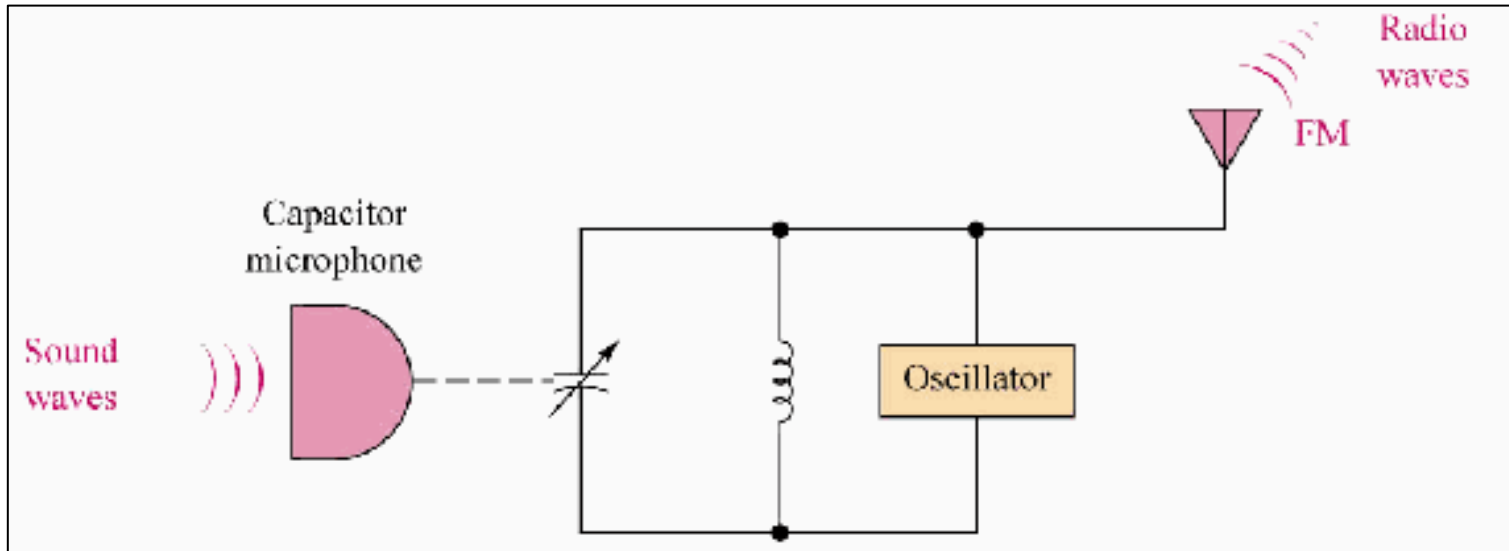 Radio
waves
FM
Capacitor
microphone
Sound
waves
Oscillator